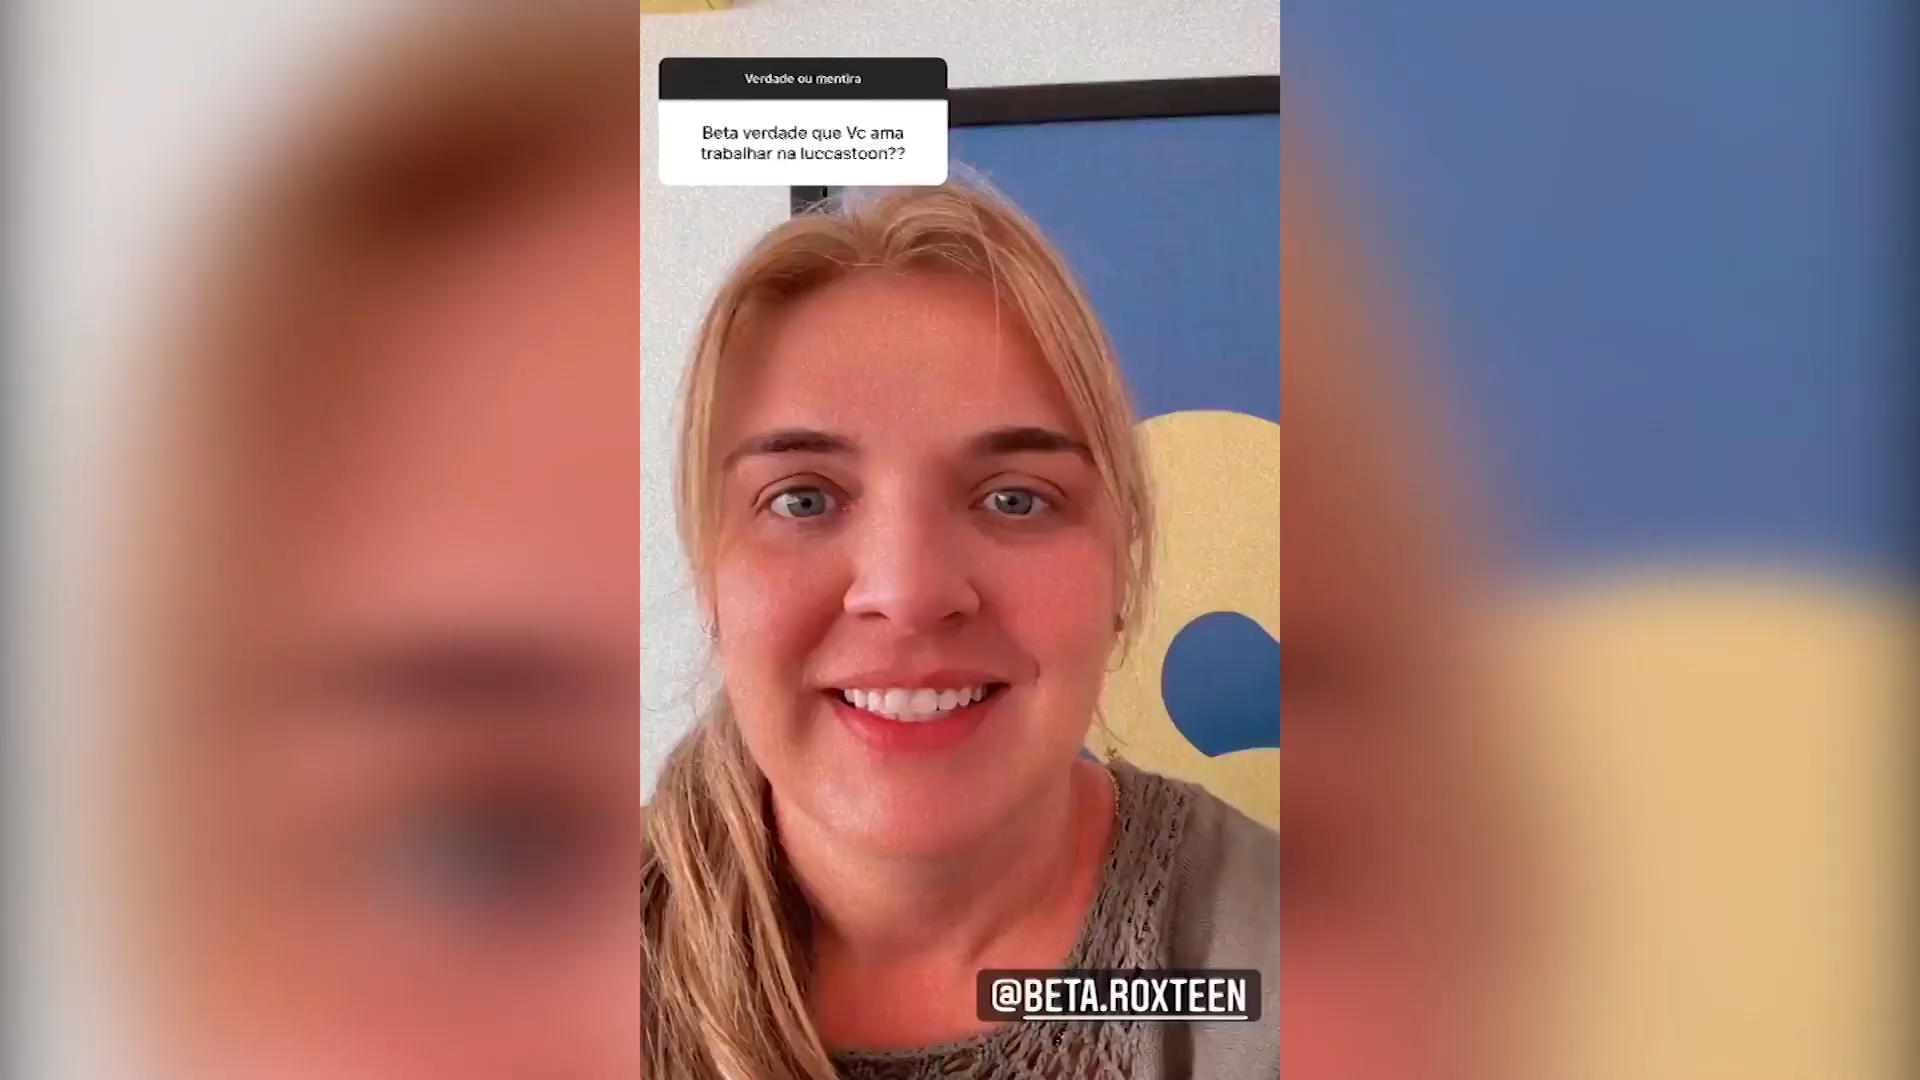 Verdade ou mentira
Beta verdade que Vc ama
trabalhar na luccastoon??
@BETA.ROXTEEN